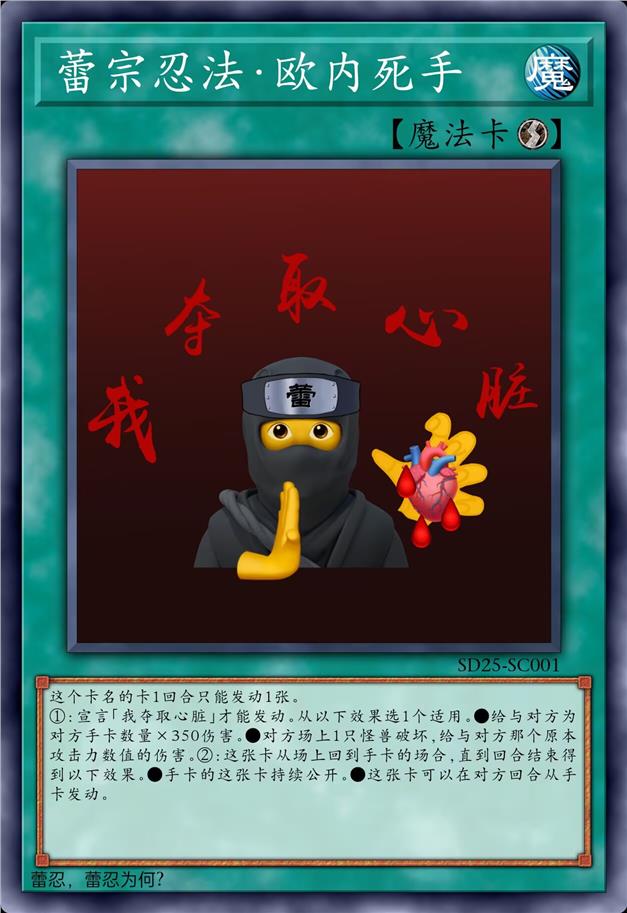 蕾宗忍法·欧内死手
魔
【魔法卡】
我夺取心脏
蕾
SD25-SC001
这个卡名的卡1回合只能发动1张。
①：宣言「我夺取心脏」才能发动。从以下效果选1个适用。●给与对方为
对方手卡数量×350伤害。●对方场上1只怪兽破坏，给与对方那个原本
攻击力数值的伤害。②：这张卡从场上回到手卡的场合，直到回合结束得
到以下效果。●手卡的这张卡持续公开。●这张卡可以在对方回合从手
卡发动。
蕾忍，蕾忍为何?